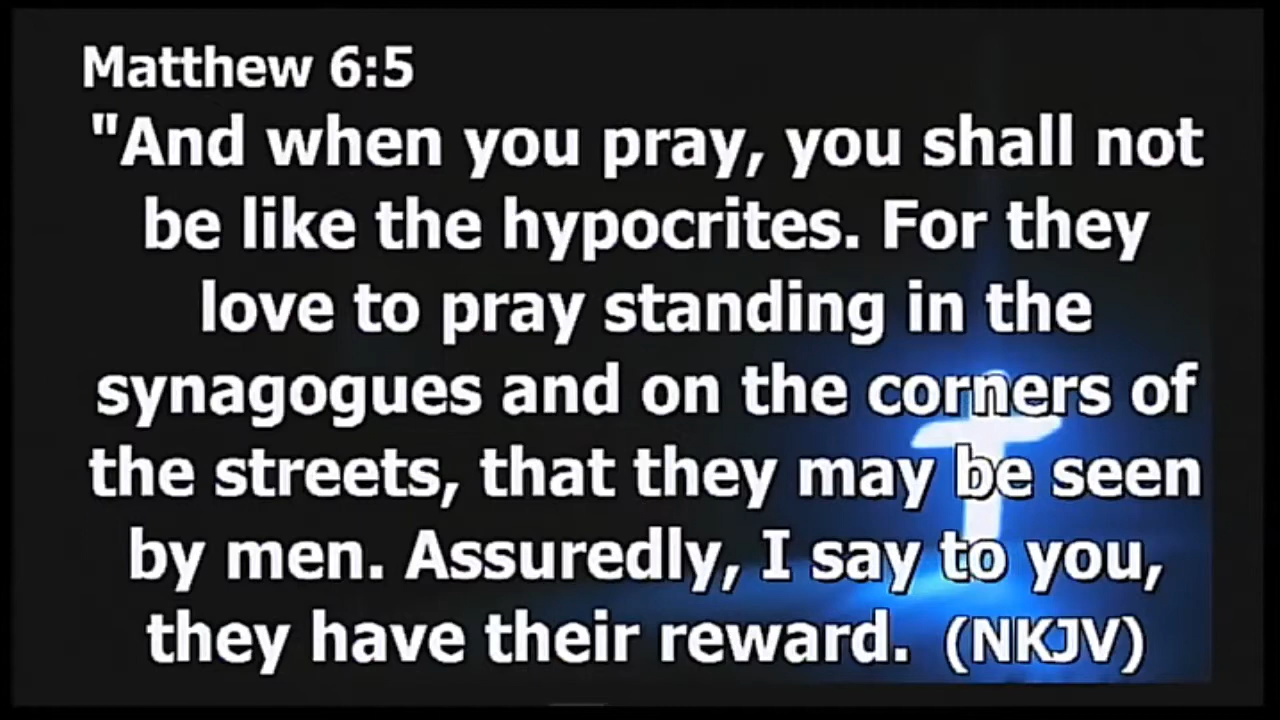 Matthew 6:5
"And when you pray, you shall not
be like the hypocrites. For they
love to pray standing in the
synagogues and on the corners of
the streets, that they may be seen
by men. Assuredly, I say to you,
they have their reward. (NKJV)